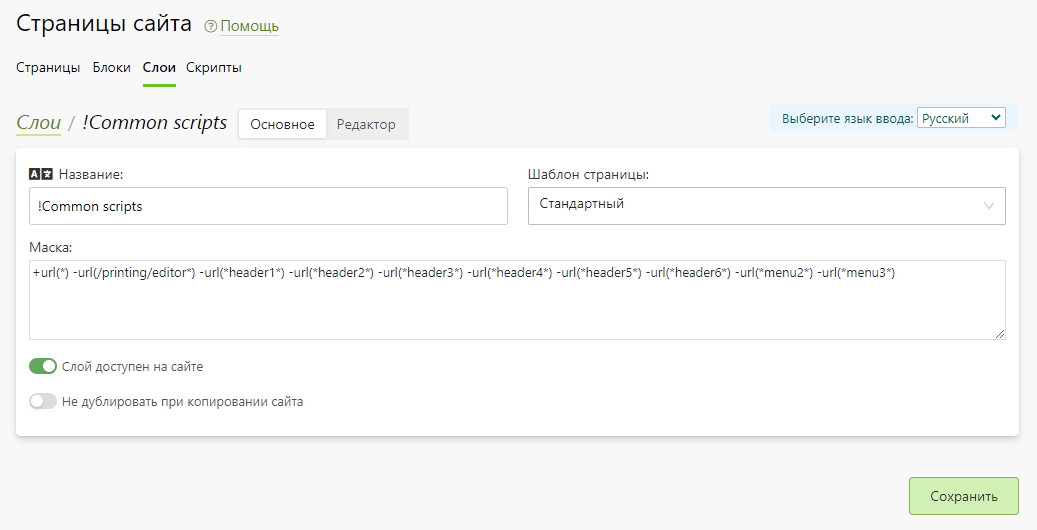 Страницы сайта ? Помощь
Страницы Блоки Слои Скрипты
Слои / !Common scripts Основное Редактор Выберите язык ввода: Русский
Название: Шаблон страницы:
!Common scripts Стандартный
Маска:
+url(*) -url(/printing/editor*) -url(*header1*) -url(*header2*) -url(*header3*) -url(*header4*) -url(*header5*) -url(*header6*) -url(*menu2*) -url(*menu3*)
Слой доступен на сайте
Не дублировать при копировании сайта
Сохранить